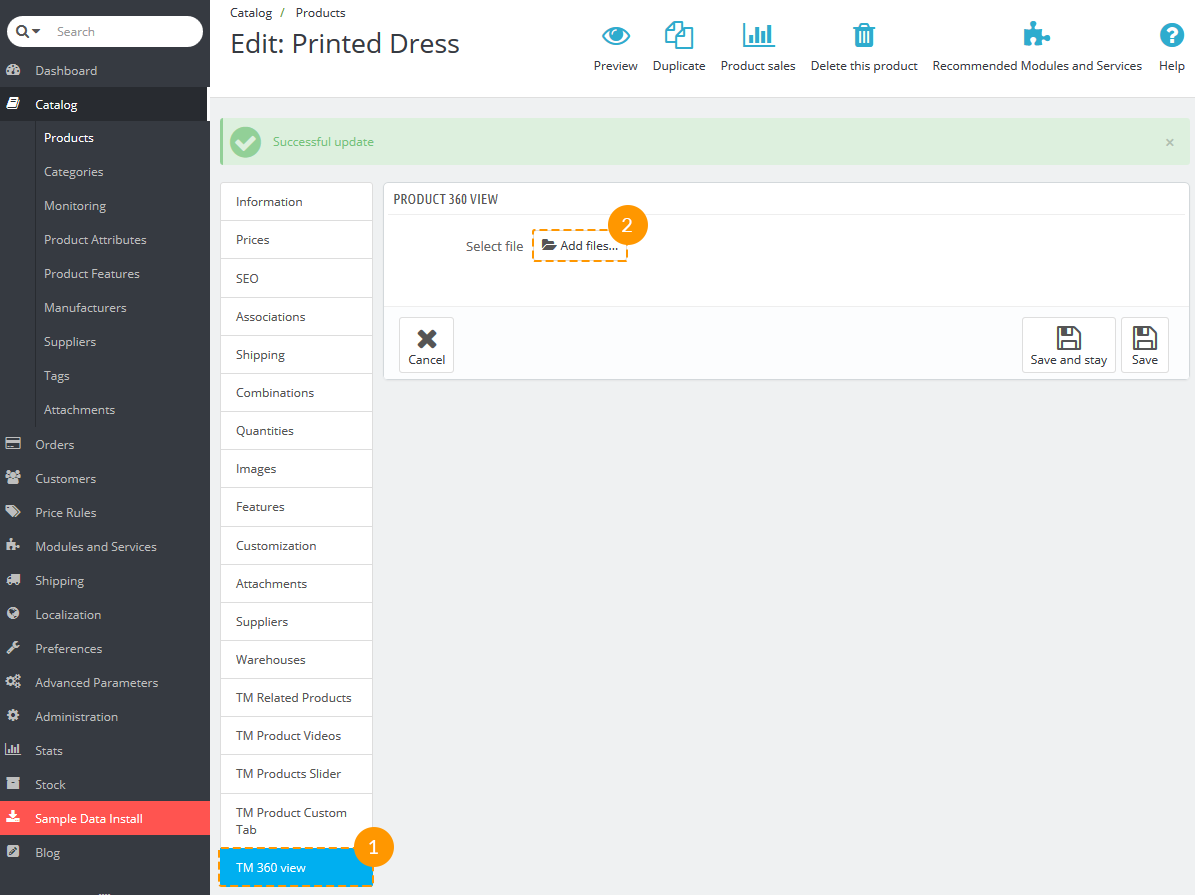 Search
Dashboard
Catalog
Products
Categories
Monitoring
Product Attributes
Product Features
Manufacturers
Suppliers
Tags
Attachments
Orders
Customers
Price Rules
Modules and Services
Shipping
Localization
Preferences
Advanced Parameters
Administration
Stats
Stock
Sample Data Install
Blog
Catalog / Products
Edit: Printed Dress
Preview
Duplicate
Product sales
Delete this product
Recommended Modules and Services
Help
Successful update
×
Information
Prices
SEO
Associations
Shipping
Combinations
Quantities
Images
Features
Customization
Attachments
Suppliers
Warehouses
TM Related Products
TM Product Videos
TM Products Slider
TM Product Custom
Tab
TM 360 view
1
PRODUCT 360 VIEW
2
Select file Add files...
Cancel
Save and stay
Save